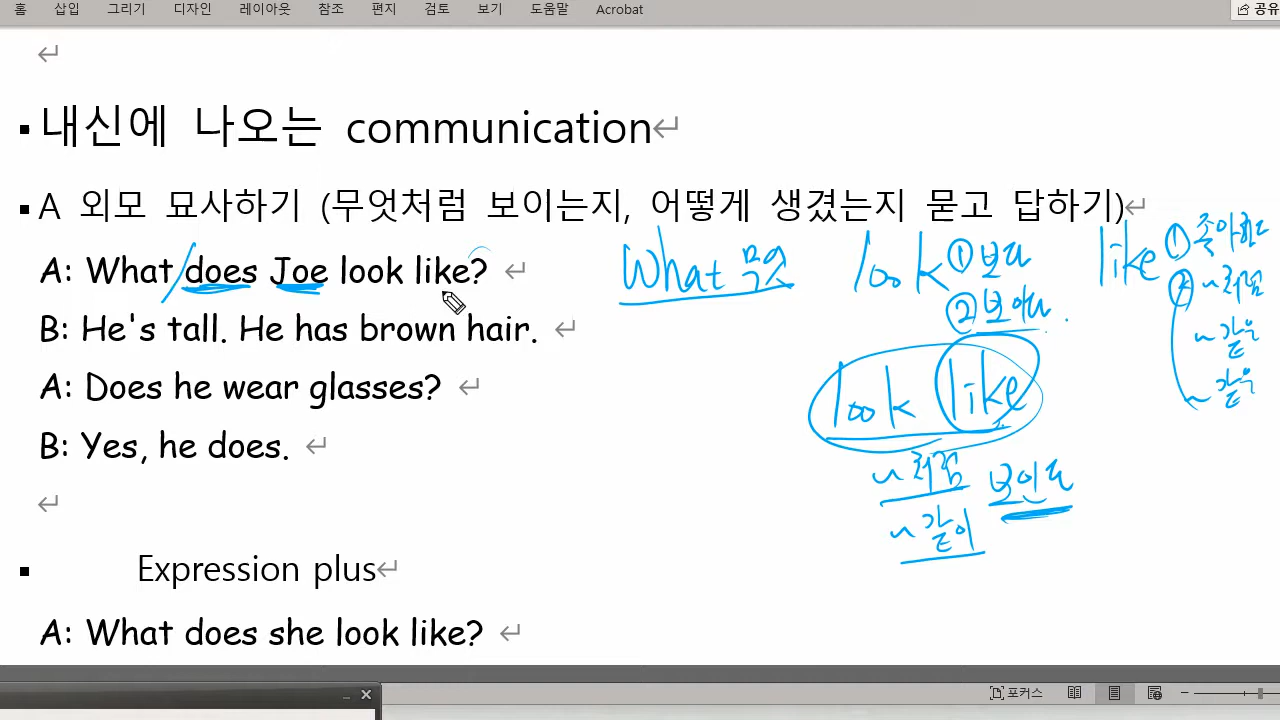 홈 삽입 그리기 디자인 레이아웃 참조 편지 검토 보기 도움말 Acrobat 공유
내신에 나오는 communication
A 외모 묘사하기 (무엇처럼 보이는지, 어떻게 생겼는지 묻고 답하기)
A: What does Joe look like?
What 무엇
look ① 보다
② 보이다
like ① 좋아한다
② ~처럼
~같은
~같은
B: He's tall. He has brown hair.
look like
A: Does he wear glasses?
B: Yes, he does.
~처럼 보인다
~같이
Expression plus
A: What does she look like?
포커스